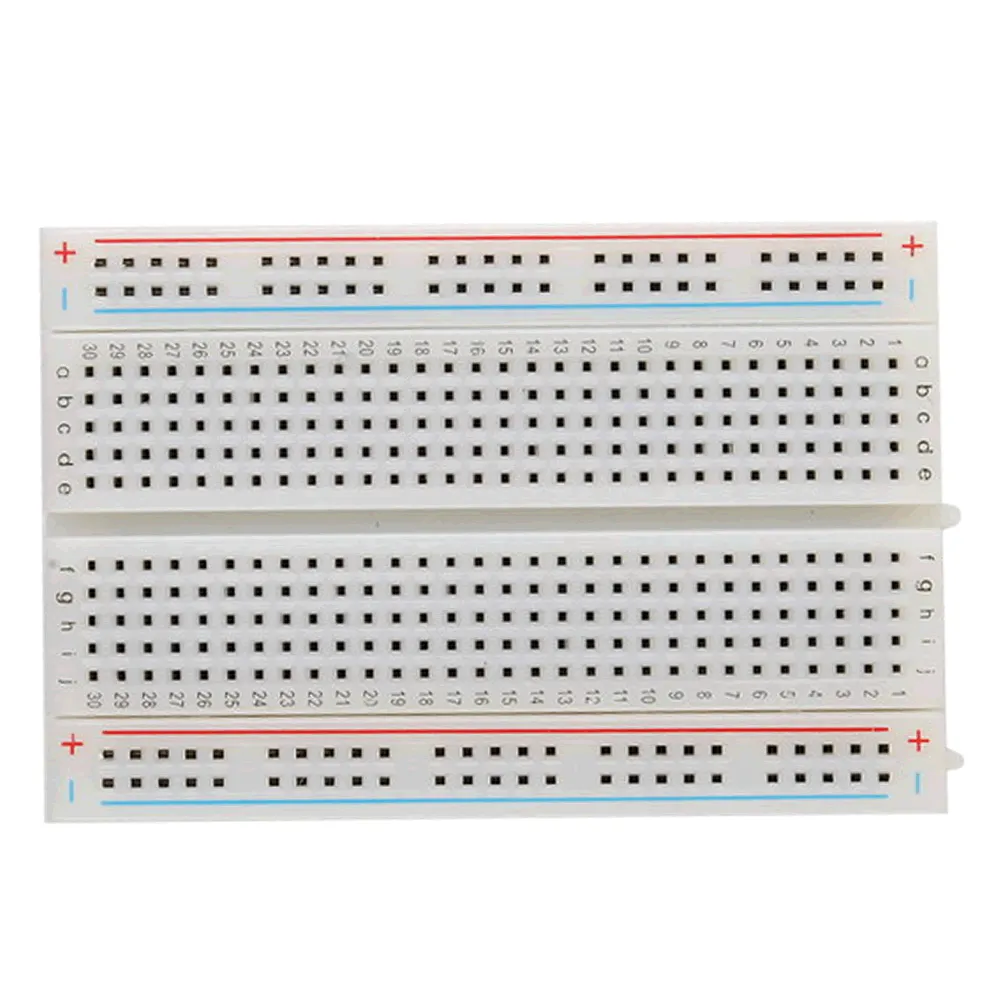 + +
− −
30 29 28 27 26 25 24 23 22 21 20 19 18 17 16 15 14 13 12 11 10 9 8 7 6 5 4 3 2 1
a a
b b
c c
d d
e e
f f
g g
h h
i i
j j
30 29 28 27 26 25 24 23 22 21 20 19 18 17 16 15 14 13 12 11 10 9 8 7 6 5 4 3 2 1
+ +
− −